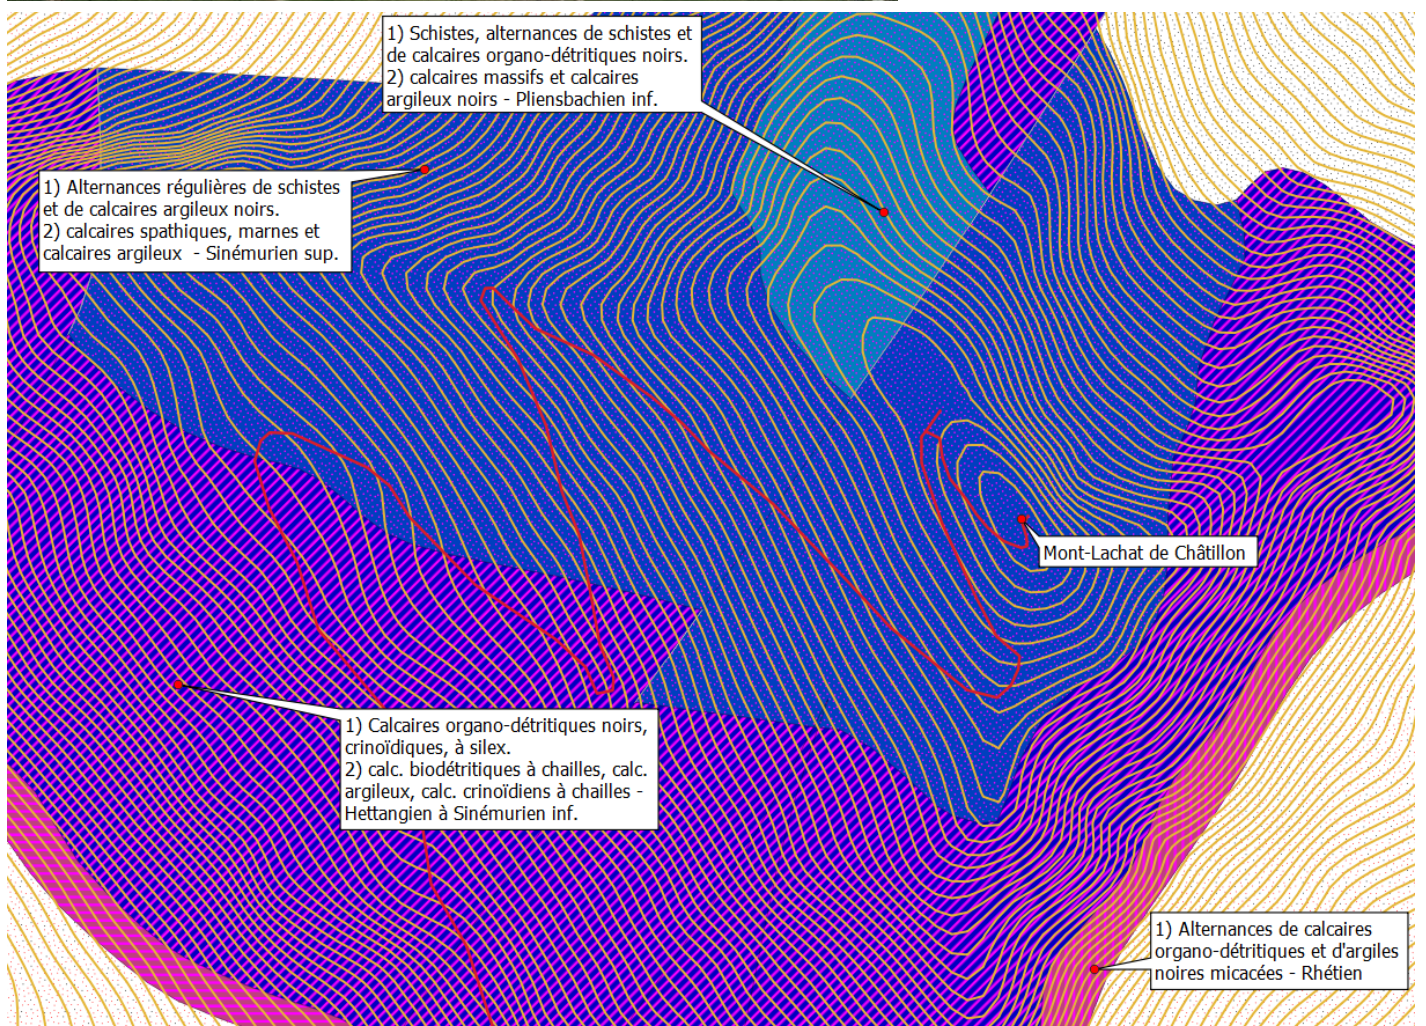 1) Schistes, alternances de schistes et
de calcaires organo-détritiques noirs.
2) calcaires massifs et calcaires
argileux noirs - Pliensbachien inf.
1) Alternances régulières de schistes
et de calcaires argileux noirs.
2) calcaires spathiques, marnes et
calcaires argileux - Sinémurien sup.
Mont-Lachat de Châtillon
1) Calcaires organo-détritiques noirs,
crinoïdiques, à silex.
2) calc. biodétritiques à chailles, calc.
argileux, calc. crinoïdiens à chailles -
Hettangien à Sinémurien inf.
1) Alternances de calcaires
organo-détritiques et d'argiles
noires micacées - Rhétien